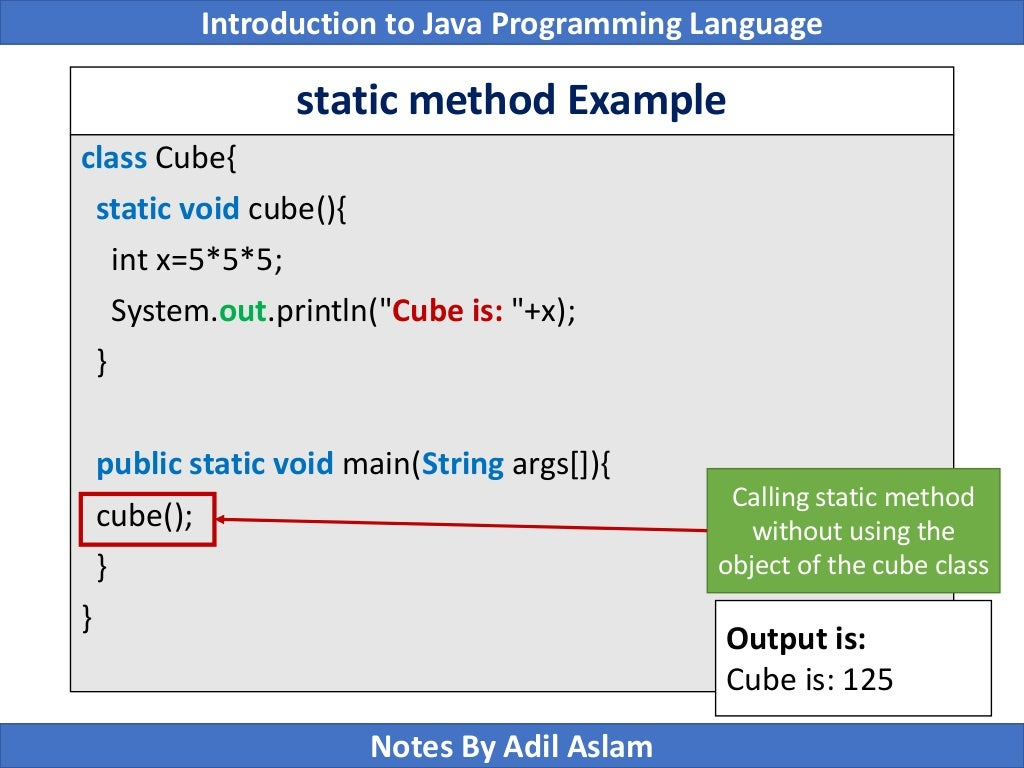 Introduction to Java Programming Language
static method Example
class Cube{
static void cube(){
int x=5*5*5;
System.out.println("Cube is: "+x);
}
public static void main(String args[]){
cube();
}
}
Calling static method
without using the
object of the cube class
Output is:
Cube is: 125
Notes By Adil Aslam